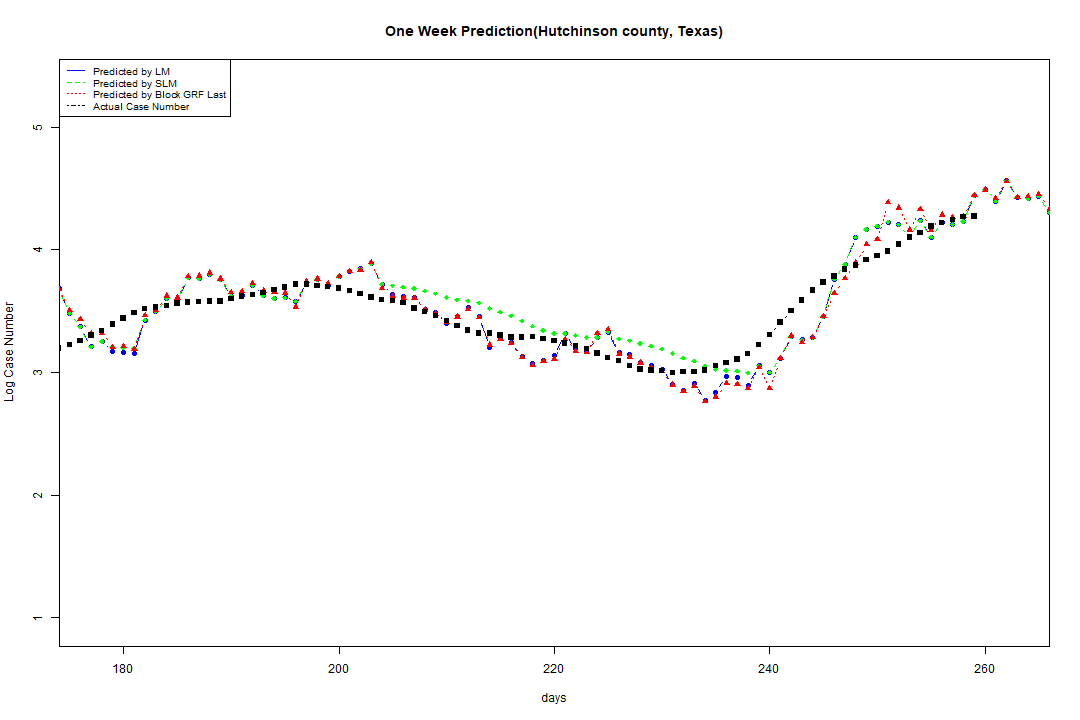 One Week Prediction(Hutchinson county, Texas)
Predicted by LM
Predicted by SLM
Predicted by Block GRF Last
Actual Case Number
5
4
3
2
1
Log Case Number
180 200 220 240 260
days